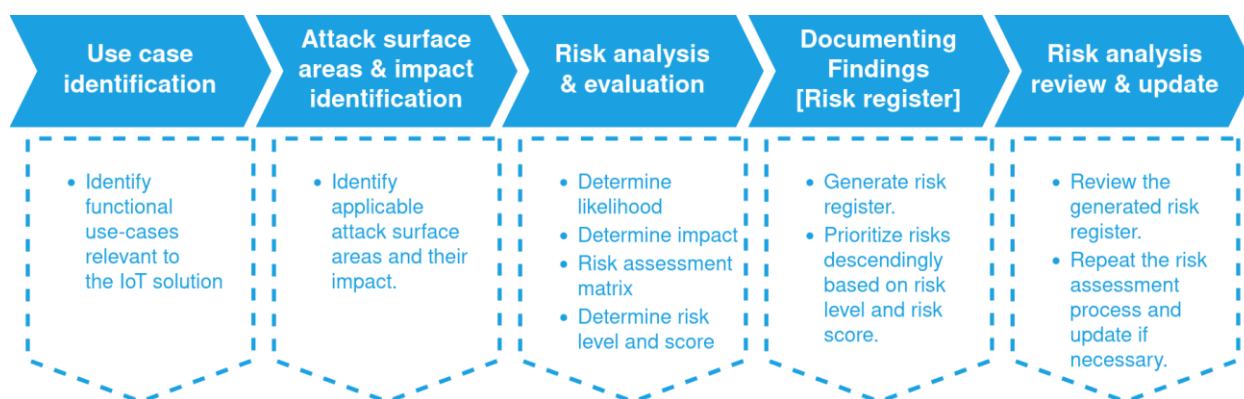 Use case
identification
Attack surface
areas & impact
identification
Risk analysis
& evaluation
Documenting
Findings
[Risk register]
Risk analysis
review & update
• Identify
functional
use-cases
relevant to
the IoT solution
• Identify
applicable
attack surface
areas and their
impact.
• Determine
likelihood
• Determine impact
• Risk assessment
matrix
• Determine risk
level and score
• Generate risk
register.
• Prioritize risks
descendingly
based on risk
level and risk
score.
• Review the
generated risk
register.
• Repeat the risk
assessment
process and
update if
necessary.